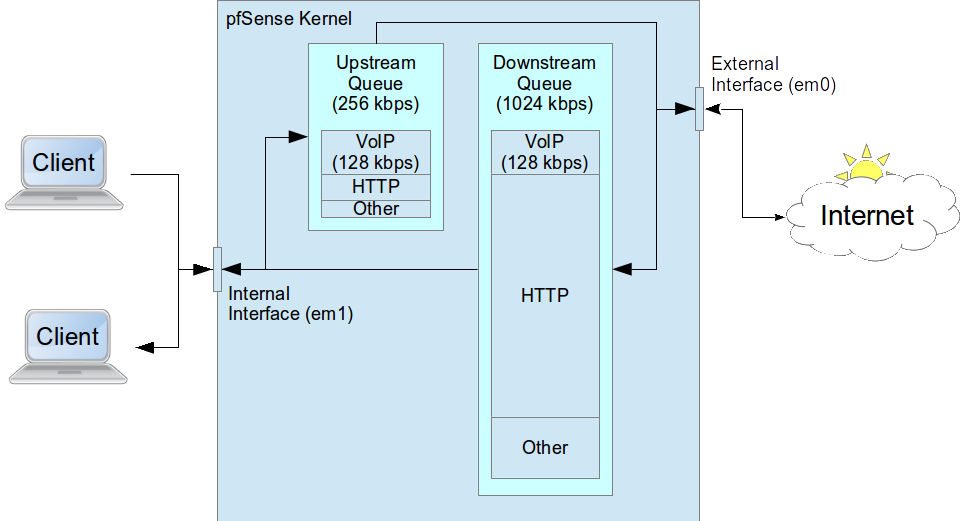 pfSense Kernel
Upstream
Queue
(256 kbps)
VoIP
(128 kbps)
HTTP
Other
Downstream
Queue
(1024 kbps)
VoIP
(128 kbps)
HTTP
Other
External
Interface (em0)
Client
Internet
Internal
Interface (em1)
Client